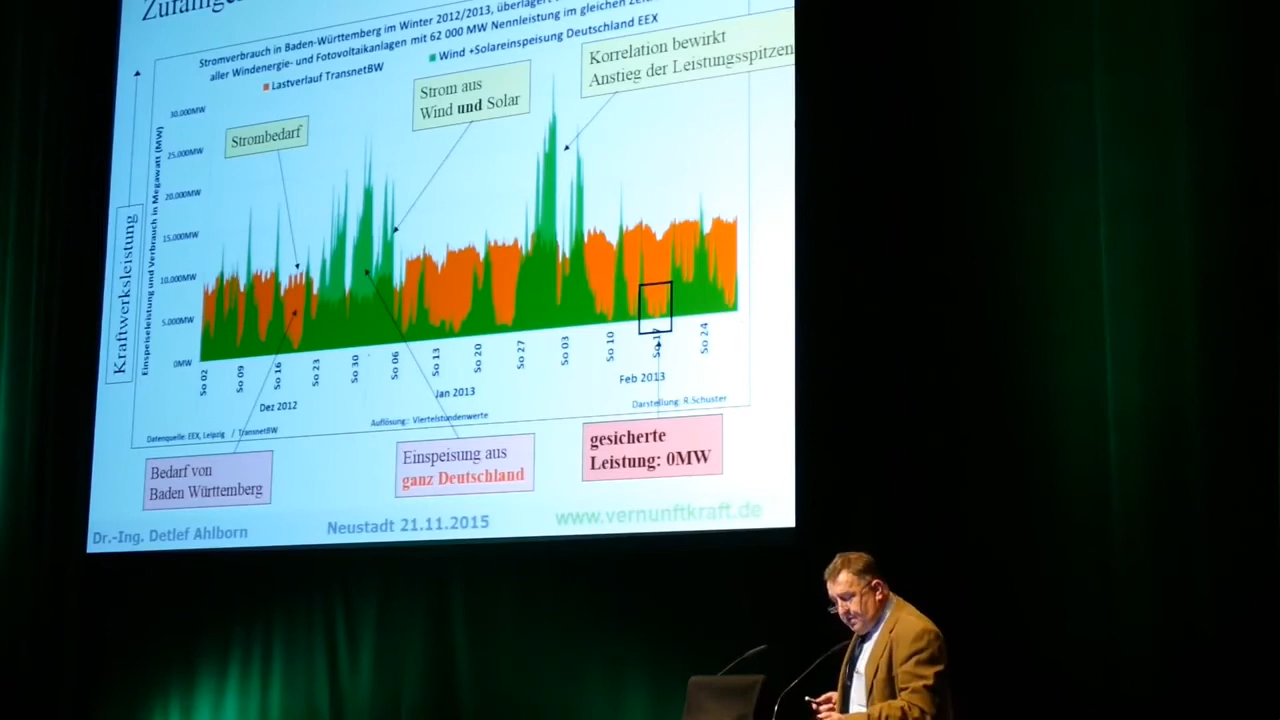 Stromverbrauch in Baden-Württemberg im Winter 2012/2013, überlagert
aller Windenergie- und Fotovoltaikanlagen mit 62 000 MW Nennleistung im gleichen
Lastverlauf TransnetBW
Wind +Solareinspeisung Deutschland EEX
Korrelation bewirkt
Anstieg der Leistungsspitzen
Strom aus
Wind und Solar
Strombedarf
Kraftwerksleistung
Einspeiseleistung und Verbrauch in Megawatt (MW)
30.000MW
25.000MW
20.000MW
15.000MW
10.000MW
5.000MW
0MW
So 02
So 09
So 16
So 23
So 30
So 06
So 13
So 20
So 27
So 03
So 10
So 24
Dez 2012
Jan 2013
Feb 2013
Datenquelle: EEX, Leipzig / TransnetBW
Auflösung: Viertelstundenwerte
Darstellung: R.Schuster
Bedarf von
Baden Württemberg
Einspeisung aus
ganz Deutschland
gesicherte
Leistung: 0MW
Dr.-Ing. Detlef Ahlborn
Neustadt 21.11.2015
www.vernunftkraft.de